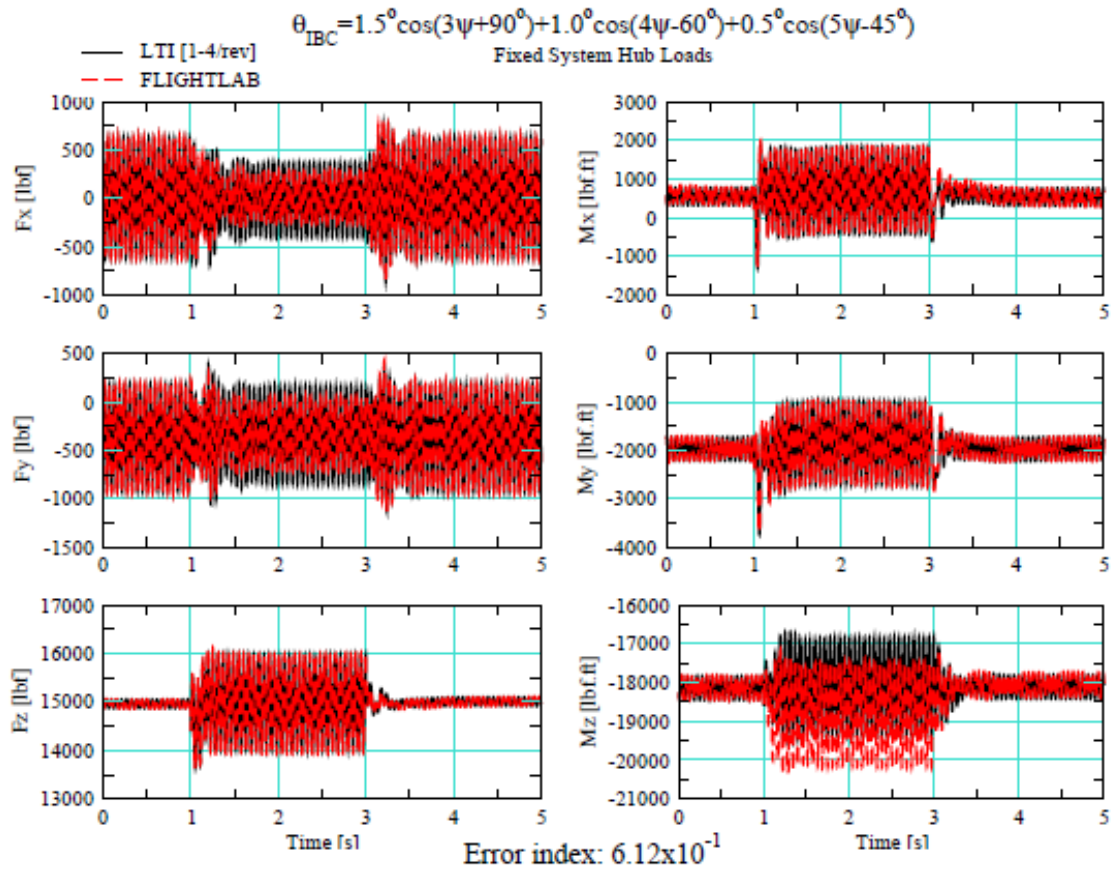 θIBC=1.5°cos(3ψ+90°)+1.0°cos(4ψ-60°)+0.5°cos(5ψ-45°)
LTI [1-4/rev]
Fixed System Hub Loads
FLIGHTLAB
1000
500
0
-500
-1000
Fx [lbf]
0 1 2 3 4 5
3000
2000
1000
0
-1000
-2000
Mx [lbf.ft]
0 1 2 3 4 5
500
0
-500
-1000
-1500
Fy [lbf]
0 1 2 3 4 5
0
-1000
-2000
-3000
-4000
My [lbf.ft]
0 1 2 3 4 5
17000
16000
15000
14000
13000
Fz [lbf]
0 1 2 3 4 5
Time [s]
-16000
-17000
-18000
-19000
-20000
-21000
Mz [lbf.ft]
0 1 2 3 4 5
Time [s]
Error index: 6.12x10^-1